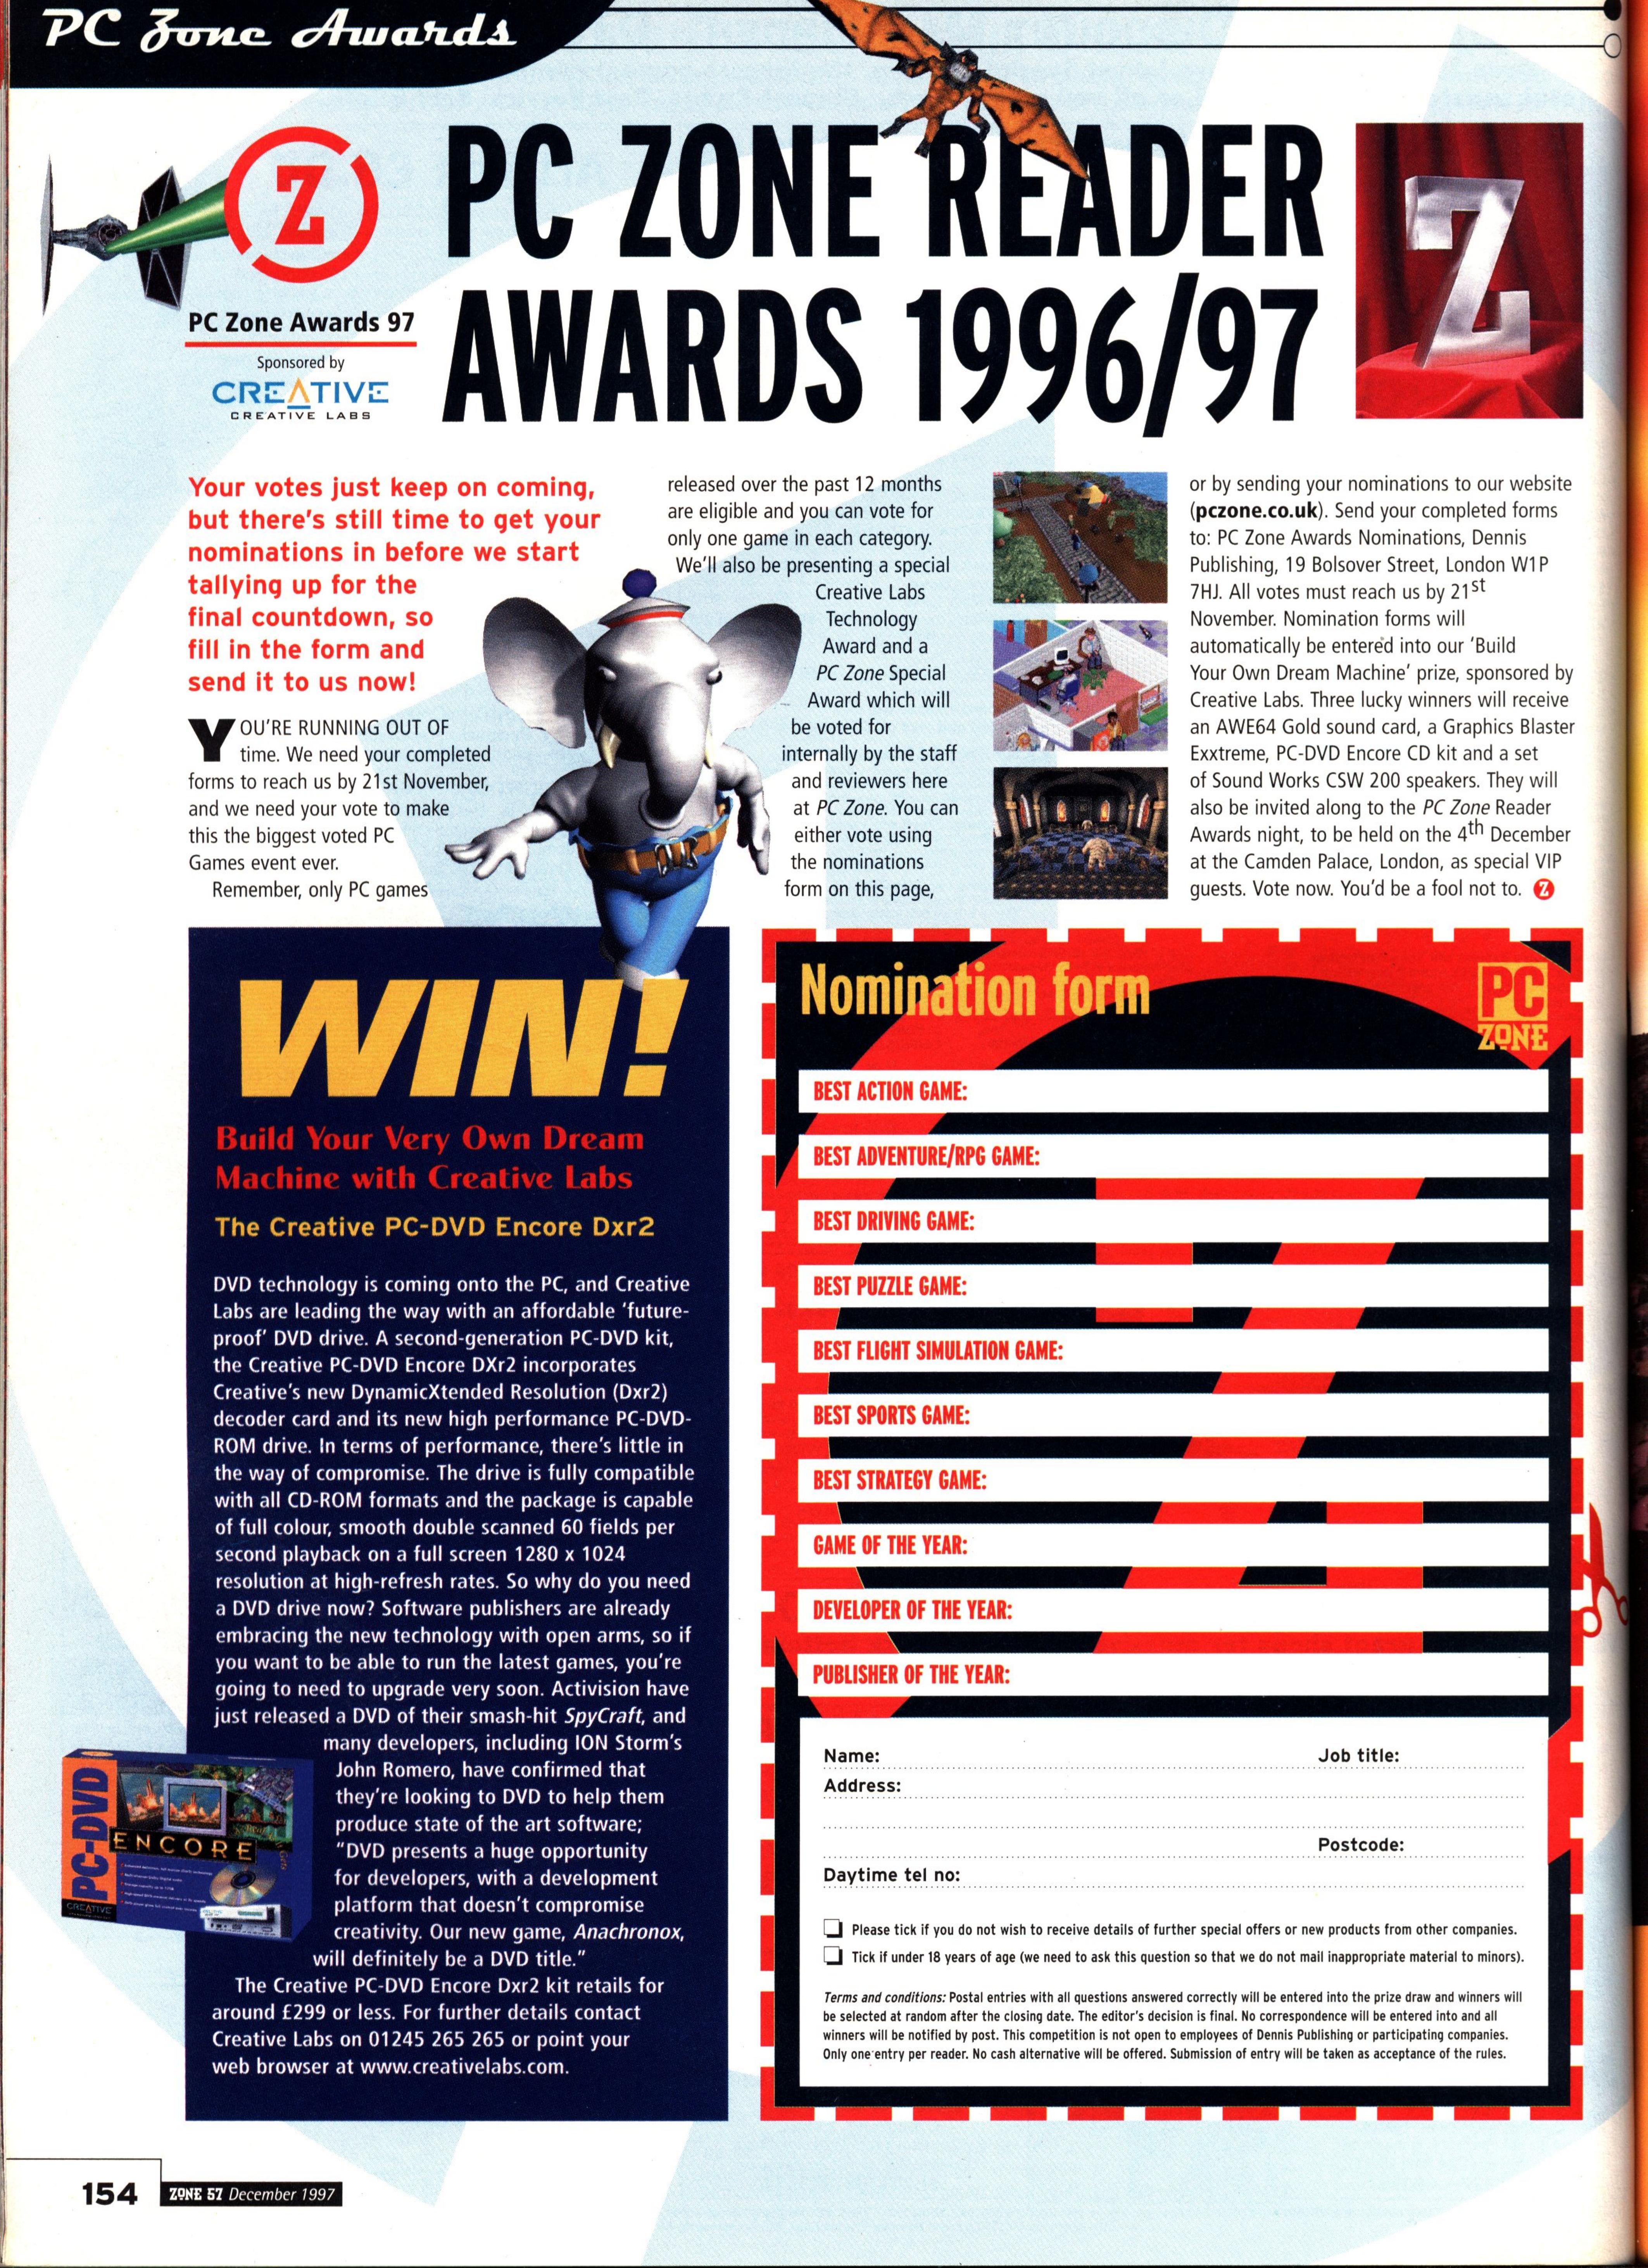 PC Zone Awards
Z
PC Zone Awards 97
Sponsored by
CREATIVE
CREATIVE LABS
PC ZONE READER
AWARDS 1996/97
Z
Your votes just keep on coming,
but there's still time to get your
nominations in before we start
tallying up for the
final countdown, so
fill in the form and
send it to us now!
YOU'RE RUNNING OUT OF
time. We need your completed
forms to reach us by 21st November,
and we need your vote to make
this the biggest voted PC
Games event ever.
Remember, only PC games
released over the past 12 months
are eligible and you can vote for
only one game in each category.
We'll also be presenting a special
Creative Labs
Technology
Award and a
PC Zone Special
Award which will
be voted for
internally by the staff
and reviewers here
at PC Zone. You can
either vote using
the nominations
form on this page,
or by sending your nominations to our website
(pczone.co.uk). Send your completed forms
to: PC Zone Awards Nominations, Dennis
Publishing, 19 Bolsover Street, London W1P
7HJ. All votes must reach us by 21st
November. Nomination forms will
automatically be entered into our 'Build
Your Own Dream Machine' prize, sponsored by
Creative Labs. Three lucky winners will receive
an AWE64 Gold sound card, a Graphics Blaster
Exxtreme, PC-DVD Encore CD kit and a set
of Sound Works CSW 200 speakers. They will
also be invited along to the PC Zone Reader
Awards night, to be held on the 4th December
at the Camden Palace, London, as special VIP
guests. Vote now. You'd be a fool not to. Z
WIN!
Build Your Very Own Dream
Machine with Creative Labs
The Creative PC-DVD Encore Dxr2
DVD technology is coming onto the PC, and Creative
Labs are leading the way with an affordable 'future-
proof' DVD drive. A second-generation PC-DVD kit,
the Creative PC-DVD Encore DXr2 incorporates
Creative's new DynamicXtended Resolution (Dxr2)
decoder card and its new high performance PC-DVD-
ROM drive. In terms of performance, there's little in
the way of compromise. The drive is fully compatible
with all CD-ROM formats and the package is capable
of full colour, smooth double scanned 60 fields per
second playback on a full screen 1280 x 1024
resolution at high-refresh rates. So why do you need
a DVD drive now? Software publishers are already
embracing the new technology with open arms, so if
you want to be able to run the latest games, you're
going to need to upgrade very soon. Activision have
just released a DVD of their smash-hit SpyCraft, and
many developers, including ION Storm's
John Romero, have confirmed that
they're looking to DVD to help them
produce state of the art software;
"DVD presents a huge opportunity
for developers, with a development
platform that doesn't compromise
creativity. Our new game, Anachronox,
will definitely be a DVD title."
The Creative PC-DVD Encore Dxr2 kit retails for
around £299 or less. For further details contact
Creative Labs on 01245 265 265 or point your
web browser at www.creativelabs.com.
PC-DVD
ENCORE
CREATIVE
Nomination form
PC
ZONE
BEST ACTION GAME:
BEST ADVENTURE/RPG GAME:
BEST DRIVING GAME:
BEST PUZZLE GAME:
BEST FLIGHT SIMULATION GAME:
BEST SPORTS GAME:
BEST STRATEGY GAME:
GAME OF THE YEAR:
DEVELOPER OF THE YEAR:
PUBLISHER OF THE YEAR:
Name: Job title:
Address:
Postcode:
Daytime tel no:
Please tick if you do not wish to receive details of further special offers or new products from other companies.
Tick if under 18 years of age (we need to ask this question so that we do not mail inappropriate material to minors).
Terms and conditions: Postal entries with all questions answered correctly will be entered into the prize draw and winners will
be selected at random after the closing date. The editor's decision is final. No correspondence will be entered into and all
winners will be notified by post. This competition is not open to employees of Dennis Publishing or participating companies.
Only one entry per reader. No cash alternative will be offered. Submission of entry will be taken as acceptance of the rules.
154 ZONE 57 December 1997